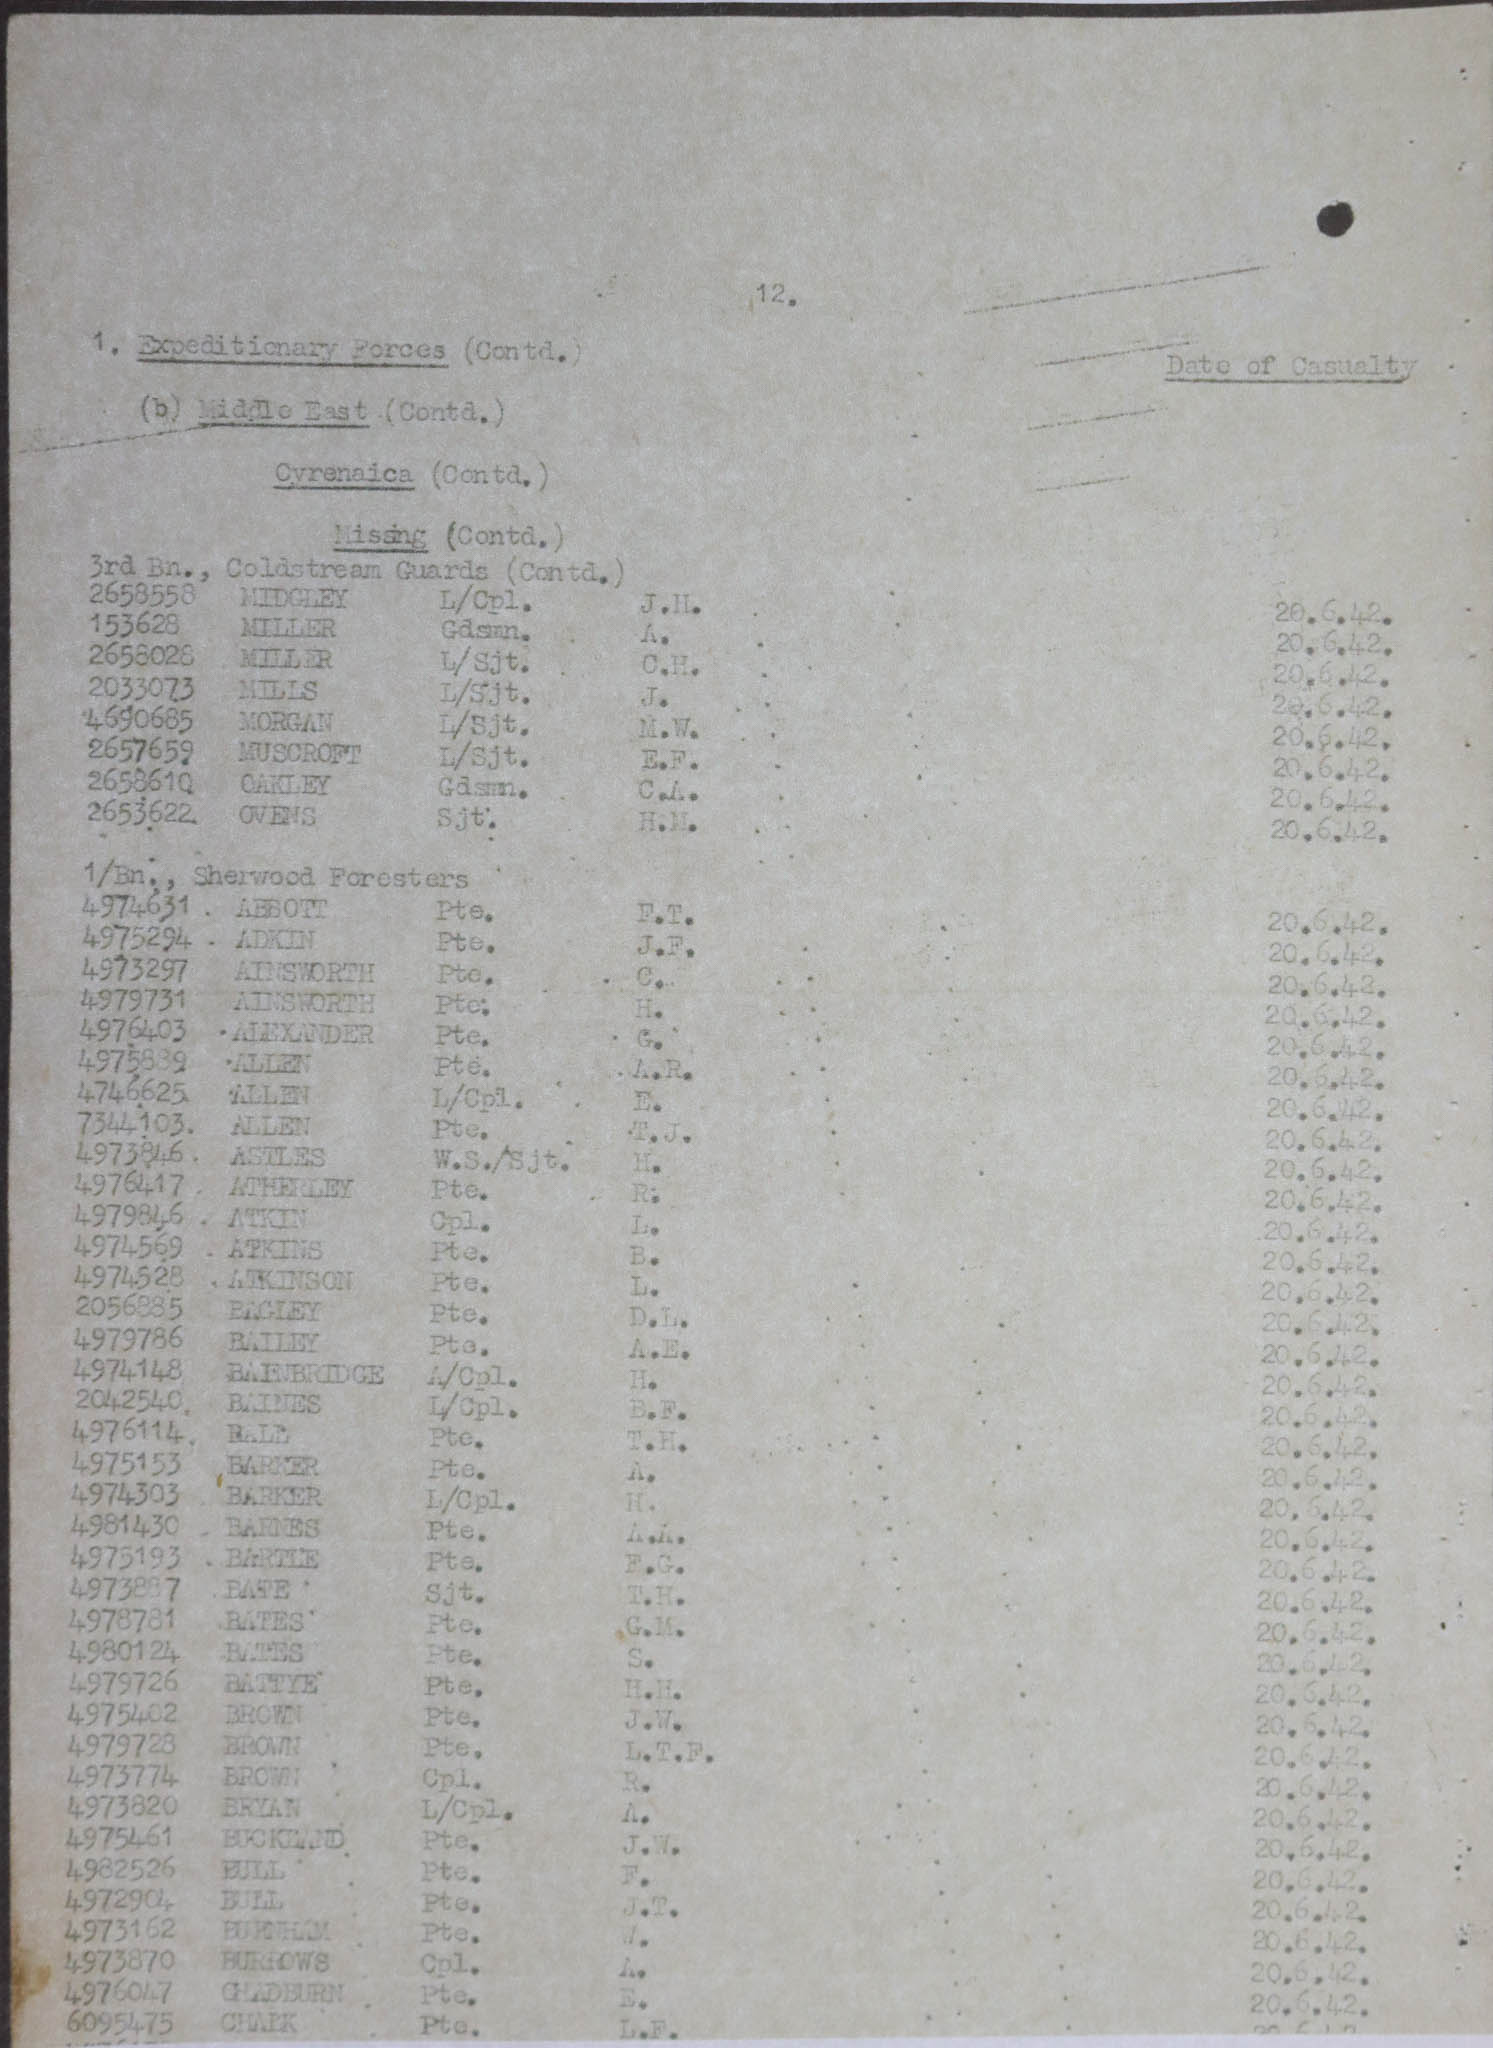 12.
1. Expeditionary Forces (Contd.)
Date of Casualty
(b) Middle East (Contd.)
Cyrenaica (Contd.)
Missing (Contd.)
3rd Bn., Coldstream Guards (Contd.)
2658558 MIDGLEY L/Cpl. J.H. 20.6.42.
153628 MILLER Gdsmn. A. 20.6.42.
2658028 MILLER L/Sjt. C.H. 20.6.42.
2033073 MILLS L/Sjt. J. 20.6.42.
4690685 MORGAN L/Sjt. M.W. 20.6.42.
2657659 MUSCROFT L/Sjt. E.F. 20.6.42.
2658610 OAKLEY Gdsmn. C.A. 20.6.42.
2653622 OVENS Sjt. H.M. 20.6.42.
1/Bn., Sherwood Foresters
4974631 ABBOTT Pte. F.T. 20.6.42.
4975294 ADKIN Pte. J.F. 20.6.42.
4973297 AINSWORTH Pte. C. 20.6.42.
4979731 AINSWORTH Pte. H. 20.6.42.
4976403 ALEXANDER Pte. G. 20.6.42.
4975889 ALLEN Pte. A.R. 20.6.42.
4746625 ALLEN L/Cpl. E. 20.6.42.
7344103 ALLEN Pte. T.J. 20.6.42.
4973846 ASTLES W.S./Sjt. H. 20.6.42.
4976417 ATHERLEY Pte. R. 20.6.42.
4979846 ATKIN Cpl. L. 20.6.42.
4974569 ATKINS Pte. B. 20.6.42.
4974528 ATKINSON Pte. L. 20.6.42.
2056885 BAGLEY Pte. D.L. 20.6.42.
4979786 BAILEY Pte. A.E. 20.6.42.
4974148 BAINBRIDGE A/Cpl. H. 20.6.42.
2042540 BAINES L/Cpl. B.F. 20.6.42.
4976114 BALL Pte. T.H. 20.6.42.
4975153 BARKER Pte. A. 20.6.42.
4974303 BARKER L/Cpl. H. 20.6.42.
4981430 BARNES Pte. A.A. 20.6.42.
4975193 BARTLE Pte. F.G. 20.6.42.
4973887 BATE Sjt. T.H. 20.6.42.
4978781 BATES Pte. G.M. 20.6.42.
4980124 BATES Pte. S. 20.6.42.
4979726 BATTYE Pte. H.H. 20.6.42.
4975402 BROWN Pte. J.W. 20.6.42.
4979728 BROWN Pte. L.T.F. 20.6.42.
4973774 BROWN Cpl. R. 20.6.42.
4973820 BRYAN L/Cpl. A. 20.6.42.
4975461 BUCKLAND Pte. J.W. 20.6.42.
4982526 BULL Pte. F. 20.6.42.
4972904 BULL Pte. J.T. 20.6.42.
4973162 BURNHAM Pte. 20.6.42.
4973870 BURROWS Cpl. A. 20.6.42.
4976047 CHADBURN Pte. E. 20.6.42.
6095475 CHALK Pte. L.F.